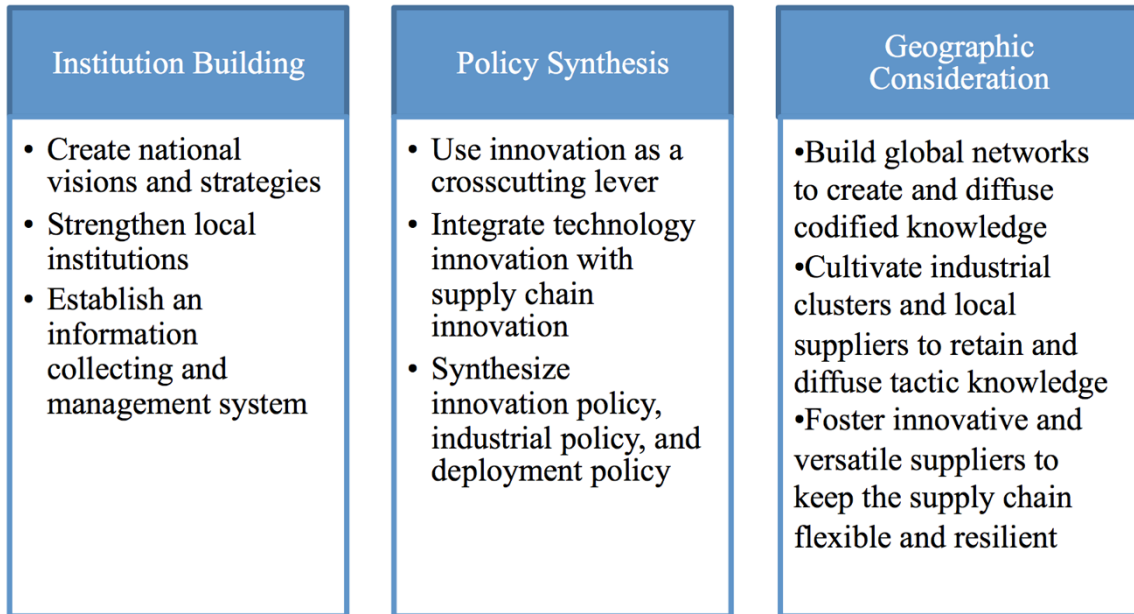 Institution Building
• Create national
visions and strategies
• Strengthen local
institutions
• Establish an
information
collecting and
management system
Policy Synthesis
• Use innovation as a
crosscutting lever
• Integrate technology
innovation with
supply chain
innovation
• Synthesize
innovation policy,
industrial policy, and
deployment policy
Geographic
Consideration
•Build global networks
to create and diffuse
codified knowledge
•Cultivate industrial
clusters and local
suppliers to retain and
diffuse tactic knowledge
•Foster innovative and
versatile suppliers to
keep the supply chain
flexible and resilient